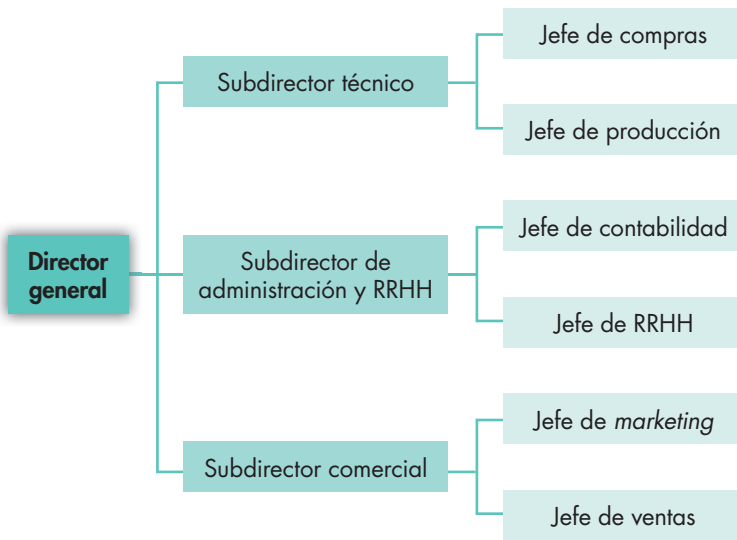 Director
general
Subdirector técnico
Jefe de compras
Jefe de producción
Subdirector de
administración y RRHH
Jefe de contabilidad
Jefe de RRHH
Subdirector comercial
Jefe de marketing
Jefe de ventas